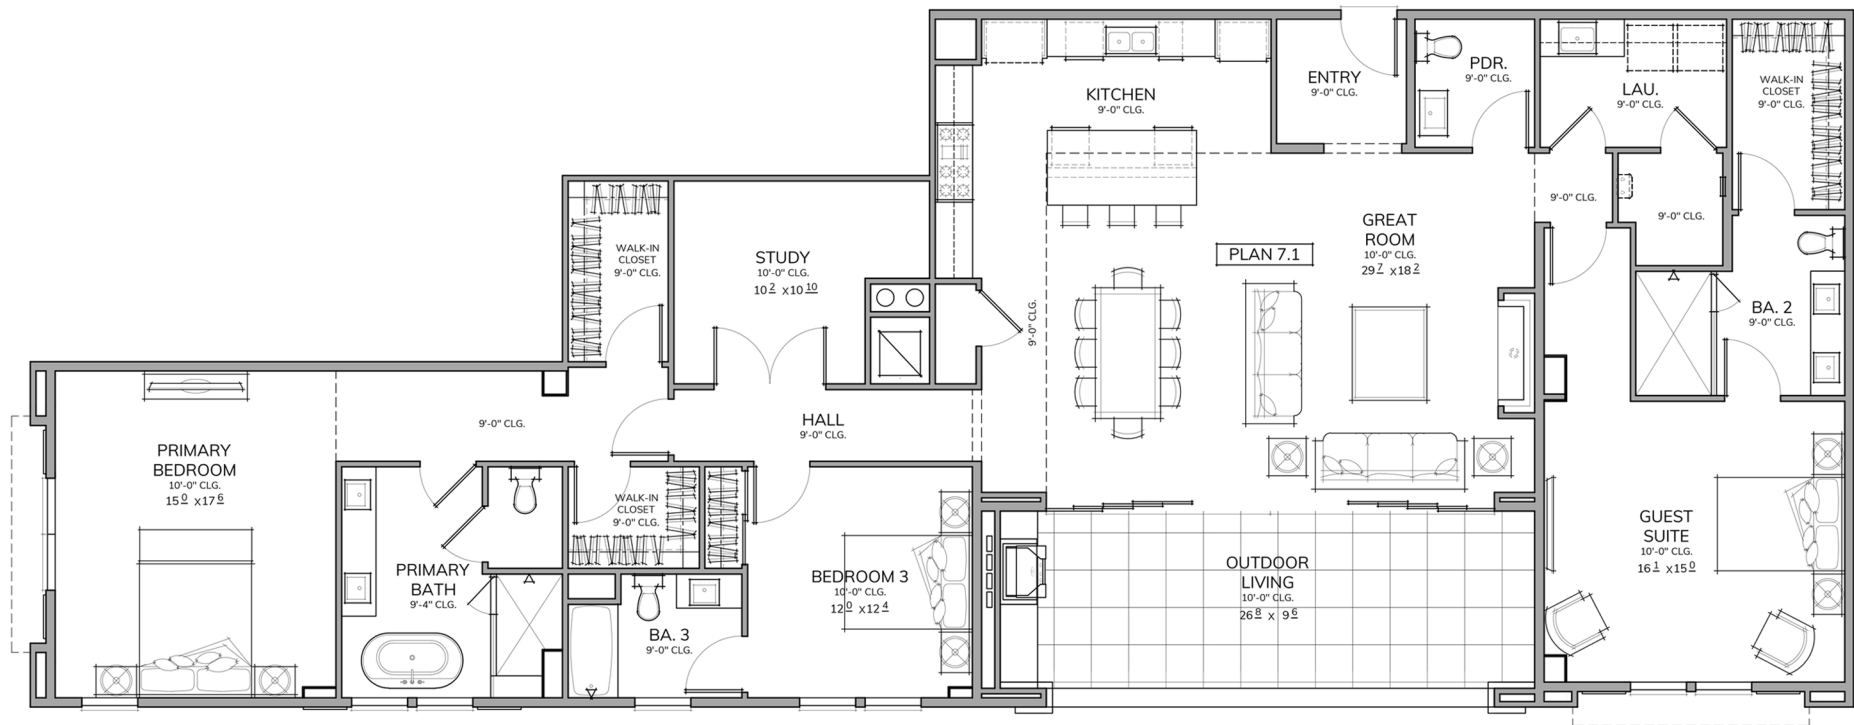 KITCHEN
9'-0" CLG.
ENTRY
9'-0" CLG.
PDR.
9'-0" CLG.
LAU.
9'-0" CLG.
WALK-IN
CLOSET
9'-0" CLG.
WALK-IN
CLOSET
9'-0" CLG.
STUDY
10'-0" CLG.
10 2 x10 10
9'-0" CLG.
PLAN 7.1
GREAT
ROOM
10'-0" CLG.
29 7 x18 2
9'-0" CLG.
9'-0" CLG.
BA. 2
9'-0" CLG.
PRIMARY
BEDROOM
10'-0" CLG.
15 0 x17 6
9'-0" CLG.
HALL
9'-0" CLG.
WALK-IN
CLOSET
9'-0" CLG.
PRIMARY
BATH
9'-4" CLG.
BA. 3
9'-0" CLG.
BEDROOM 3
10'-0" CLG.
12 0 x12 4
OUTDOOR
LIVING
10'-0" CLG.
26 8 x 9 6
GUEST
SUITE
10'-0" CLG.
16 1 x15 0